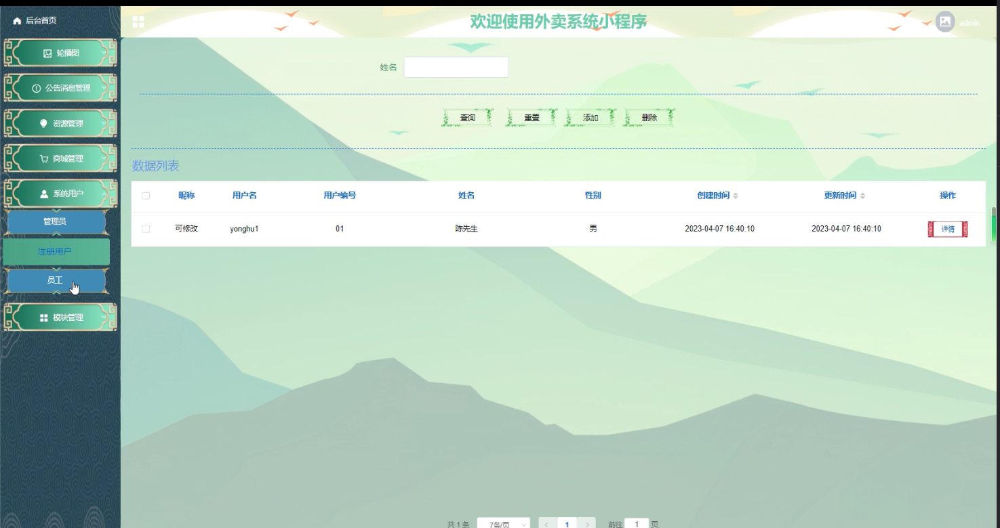 后台首页
欢迎使用外卖系统小程序
admin
轮播图
公告消息管理
资源管理
商城管理
系统用户
管理员
注册用户
员工
模块管理
姓名
查询 重置 添加 删除
数据列表
昵称 用户名 用户编号 姓名 性别 创建时间 更新时间 操作
可修改 yonghu1 01 陈先生 男 2023-04-07 16:40:10 2023-04-07 16:40:10 详情
共 1 条 7条/页 1 前往 1 页